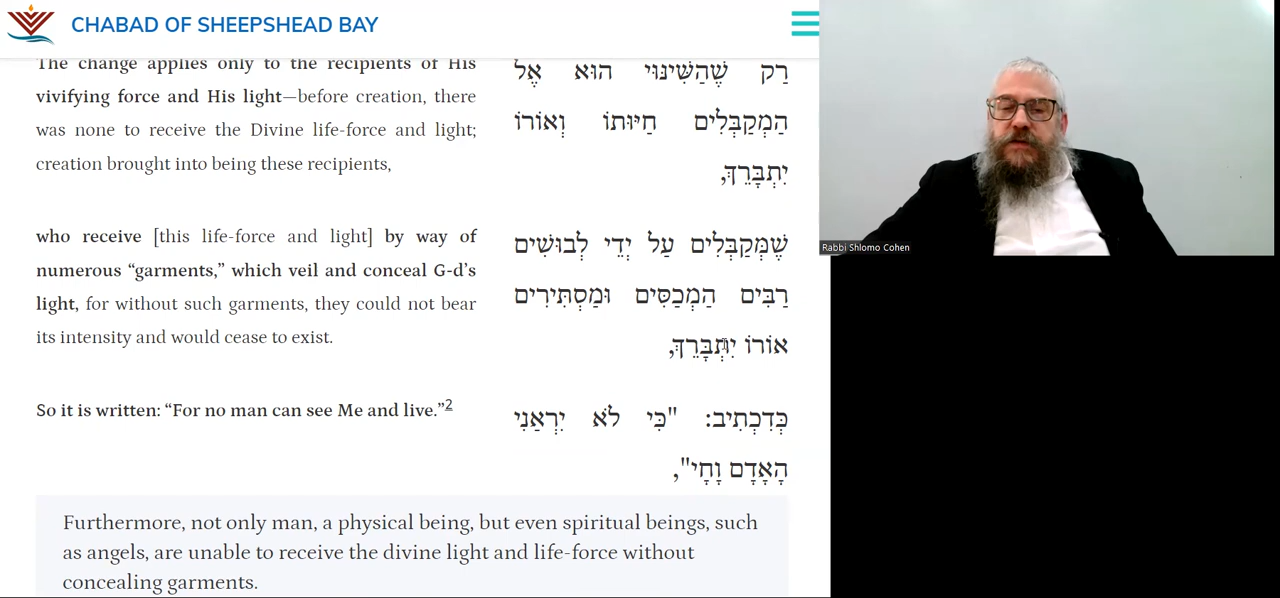 CHABAD OF SHEEPSHEAD BAY
The change applies only to the recipients of His
vivifying force and His light—before creation, there
was none to receive the Divine life-force and light;
creation brought into being these recipients,
רַק שֶׁהַשִּׁינּוּי הוּא אֶל
הַמְקַבְּלִים חַיּוּתוֹ וְאוֹרוֹ
יִתְבָּרֵךְ,
who receive [this life-force and light] by way of
numerous “garments,” which veil and conceal G-d’s
light, for without such garments, they could not bear
its intensity and would cease to exist.
שֶׁמְּקַבְּלִים עַל יְדֵי לְבוּשִׁים
רַבִּים הַמְכַסִּים וּמַסְתִּירִים
אוֹרוֹ יִתְבָּרֵךְ,
So it is written: “For no man can see Me and live.”2
כְּדִכְתִיב: "כִּי לֹא יִרְאַנִי
הָאָדָם וָחָי",
Furthermore, not only man, a physical being, but even spiritual beings, such
as angels, are unable to receive the divine light and life-force without
concealing garments.
Rabbi Shlomo Cohen